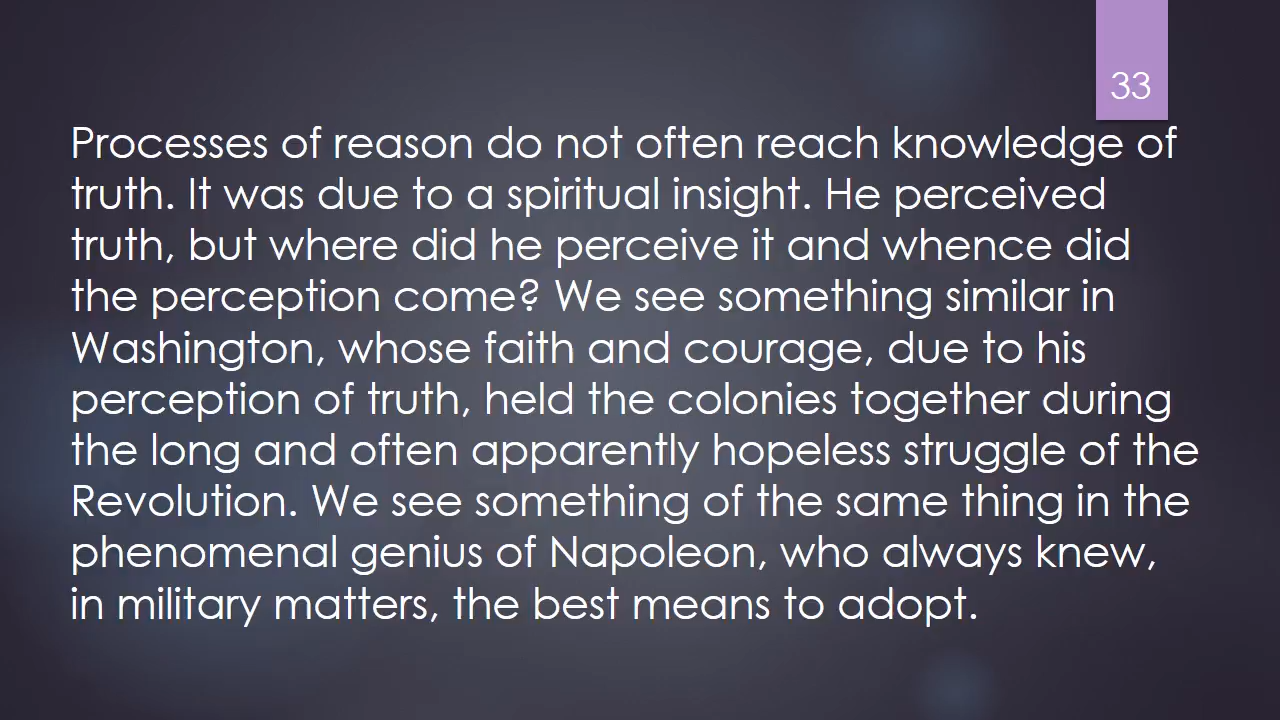 33
Processes of reason do not often reach knowledge of
truth. It was due to a spiritual insight. He perceived
truth, but where did he perceive it and whence did
the perception come? We see something similar in
Washington, whose faith and courage, due to his
perception of truth, held the colonies together during
the long and often apparently hopeless struggle of the
Revolution. We see something of the same thing in the
phenomenal genius of Napoleon, who always knew,
in military matters, the best means to adopt.